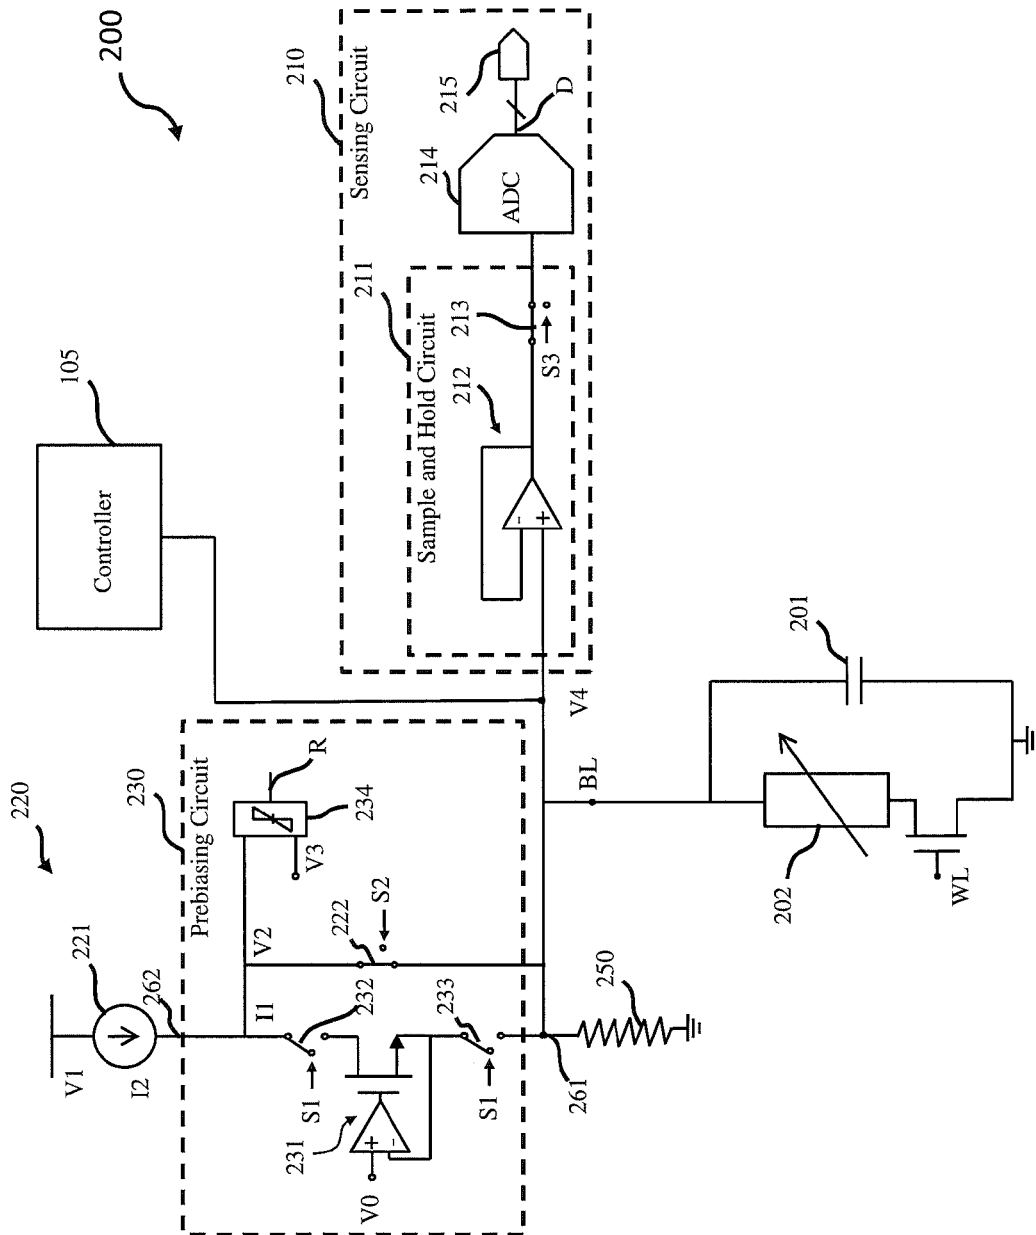 200
220
Controller
105
Sensing Circuit
210
Sample and Hold Circuit
211
212
213
S3
ADC
214
215
D
Prebiasing Circuit
230
V1
221
I2
262
I1
V2
V3
R
234
S1
232
222
S2
231
V0
+
-
233
S1
261
250
V4
-
+
BL
201
202
WL